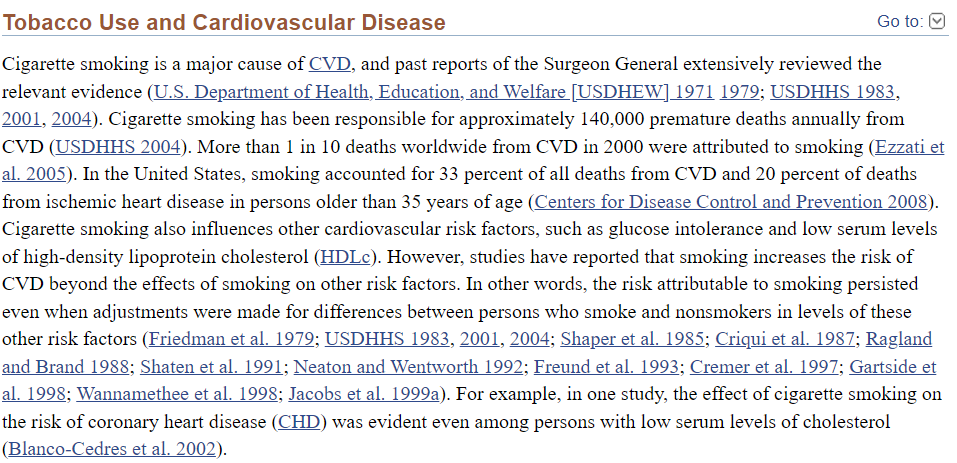 Tobacco Use and Cardiovascular Disease
Go to:
Cigarette smoking is a major cause of CVD, and past reports of the Surgeon General extensively reviewed the
relevant evidence (U.S. Department of Health, Education, and Welfare [USDHEW] 1971 1979; USDHHS 1983,
2001, 2004). Cigarette smoking has been responsible for approximately 140,000 premature deaths annually from
CVD (USDHHS 2004). More than 1 in 10 deaths worldwide from CVD in 2000 were attributed to smoking (Ezzati et
al. 2005). In the United States, smoking accounted for 33 percent of all deaths from CVD and 20 percent of deaths
from ischemic heart disease in persons older than 35 years of age (Centers for Disease Control and Prevention 2008).
Cigarette smoking also influences other cardiovascular risk factors, such as glucose intolerance and low serum levels
of high-density lipoprotein cholesterol (HDLc). However, studies have reported that smoking increases the risk of
CVD beyond the effects of smoking on other risk factors. In other words, the risk attributable to smoking persisted
even when adjustments were made for differences between persons who smoke and nonsmokers in levels of these
other risk factors (Friedman et al. 1979; USDHHS 1983, 2001, 2004; Shaper et al. 1985; Criqui et al. 1987; Ragland
and Brand 1988; Shaten et al. 1991; Neaton and Wentworth 1992; Freund et al. 1993; Cremer et al. 1997; Gartside et
al. 1998; Wannamethee et al. 1998; Jacobs et al. 1999a). For example, in one study, the effect of cigarette smoking on
the risk of coronary heart disease (CHD) was evident even among persons with low serum levels of cholesterol
(Blanco-Cedres et al. 2002).